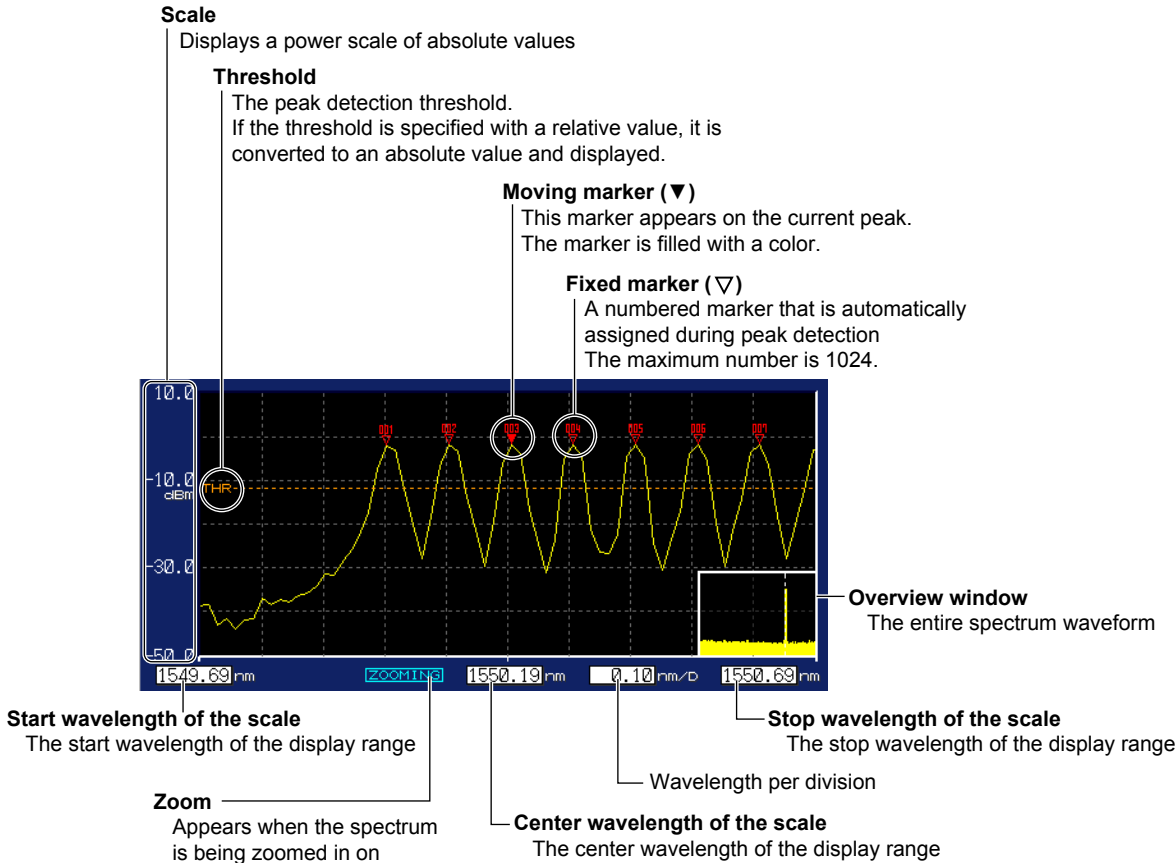 Scale
Displays a power scale of absolute values
Threshold
The peak detection threshold.
If the threshold is specified with a relative value, it is
converted to an absolute value and displayed.
Moving marker (▼)
This marker appears on the current peak.
The marker is filled with a color.
Fixed marker (▽)
A numbered marker that is automatically
assigned during peak detection
The maximum number is 1024.
10.0
001 002 003 004 005 006 007
-10.0
dBm
THR
-30.0
-50.0
Overview window
The entire spectrum waveform
1549.69 nm ZOOMING 1550.19 nm 0.10 nm/D 1550.69 nm
Start wavelength of the scale
The start wavelength of the display range
Stop wavelength of the scale
The stop wavelength of the display range
Wavelength per division
Zoom
Appears when the spectrum
is being zoomed in on
Center wavelength of the scale
The center wavelength of the display range